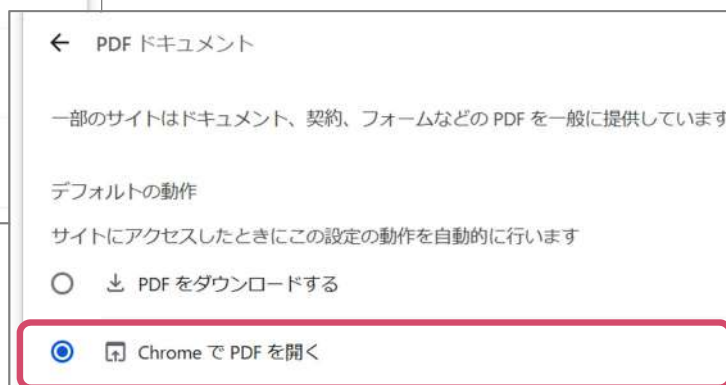 PDF ドキュメント
一部のサイトはドキュメント、契約、フォームなどの PDF を一般に提供しています
デフォルトの動作
サイトにアクセスしたときにこの設定の動作を自動的に行います
PDF をダウンロードする
Chrome で PDF を開く